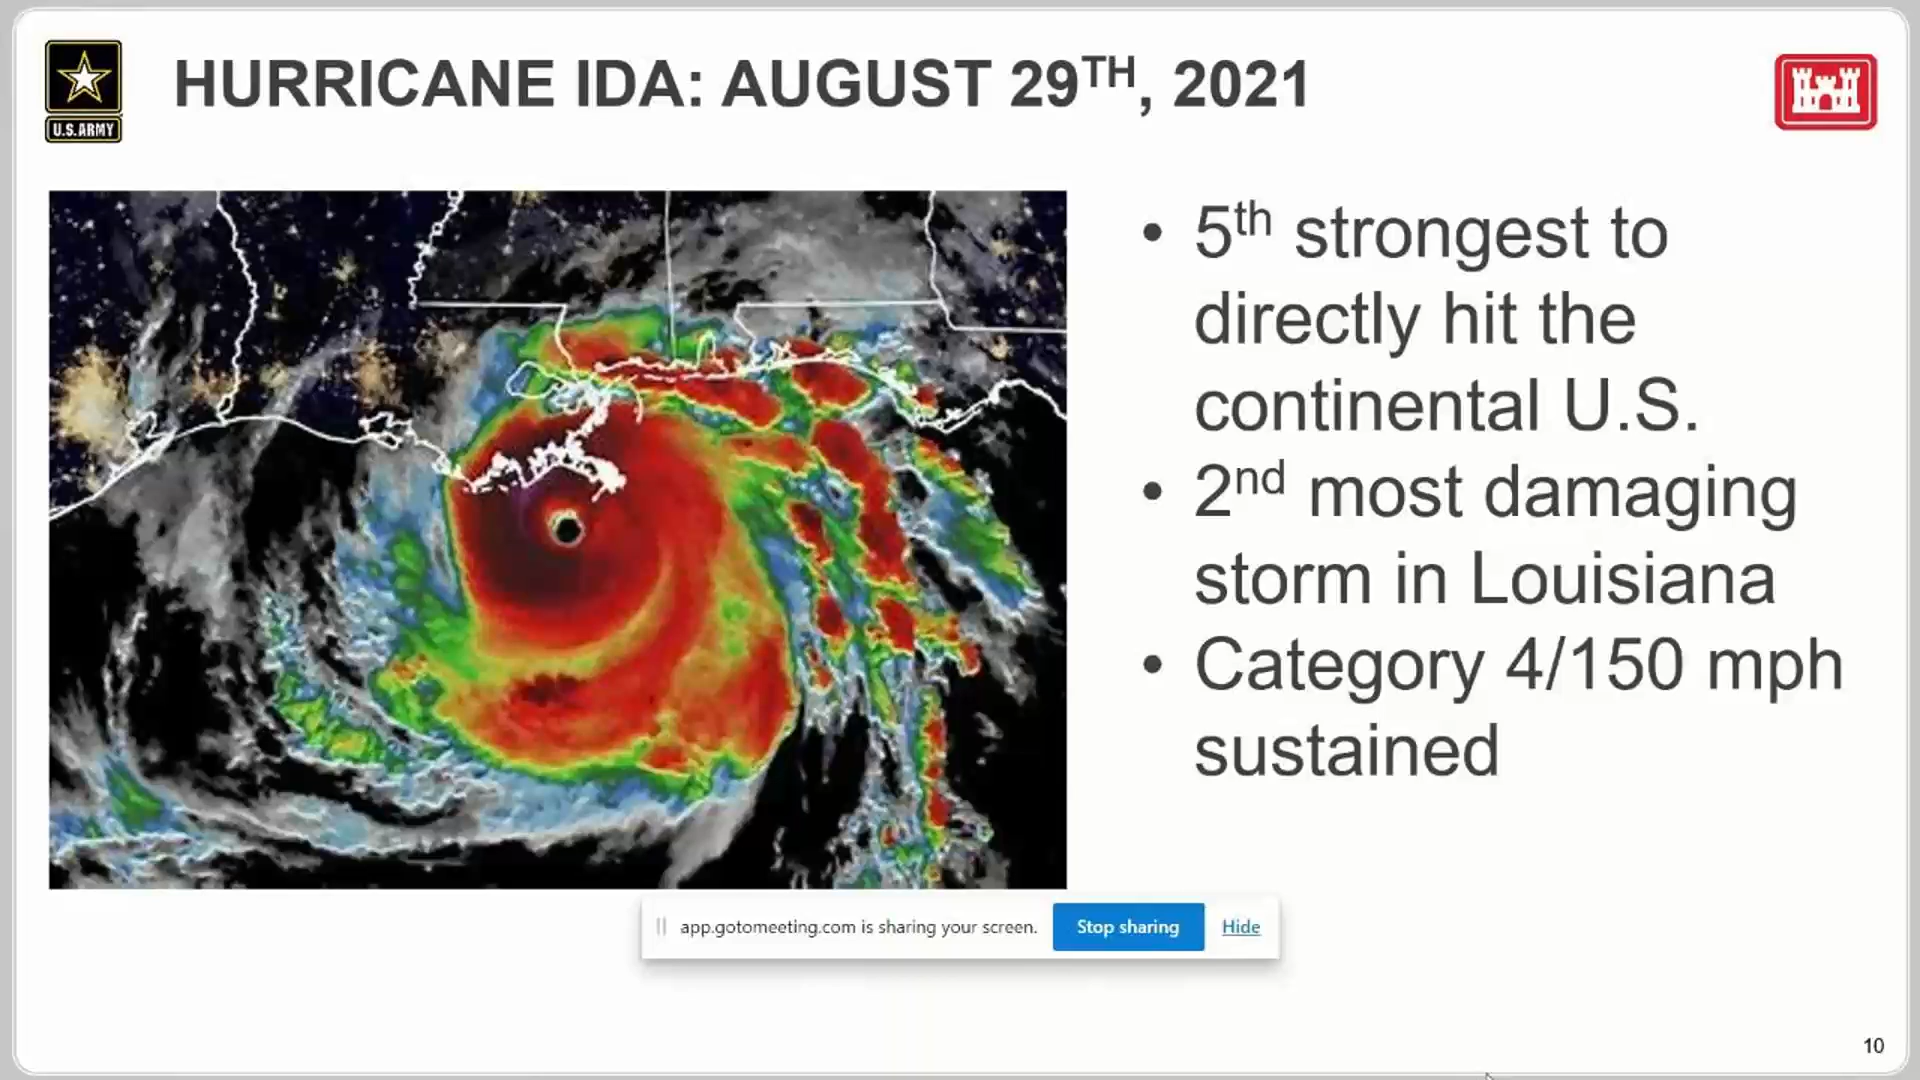 HURRICANE IDA: AUGUST 29TH, 2021
U.S.ARMY
• 5th strongest to
directly hit the
continental U.S.
• 2nd most damaging
storm in Louisiana
• Category 4/150 mph
sustained
app.gotomeeting.com is sharing your screen.
Stop sharing
Hide
10